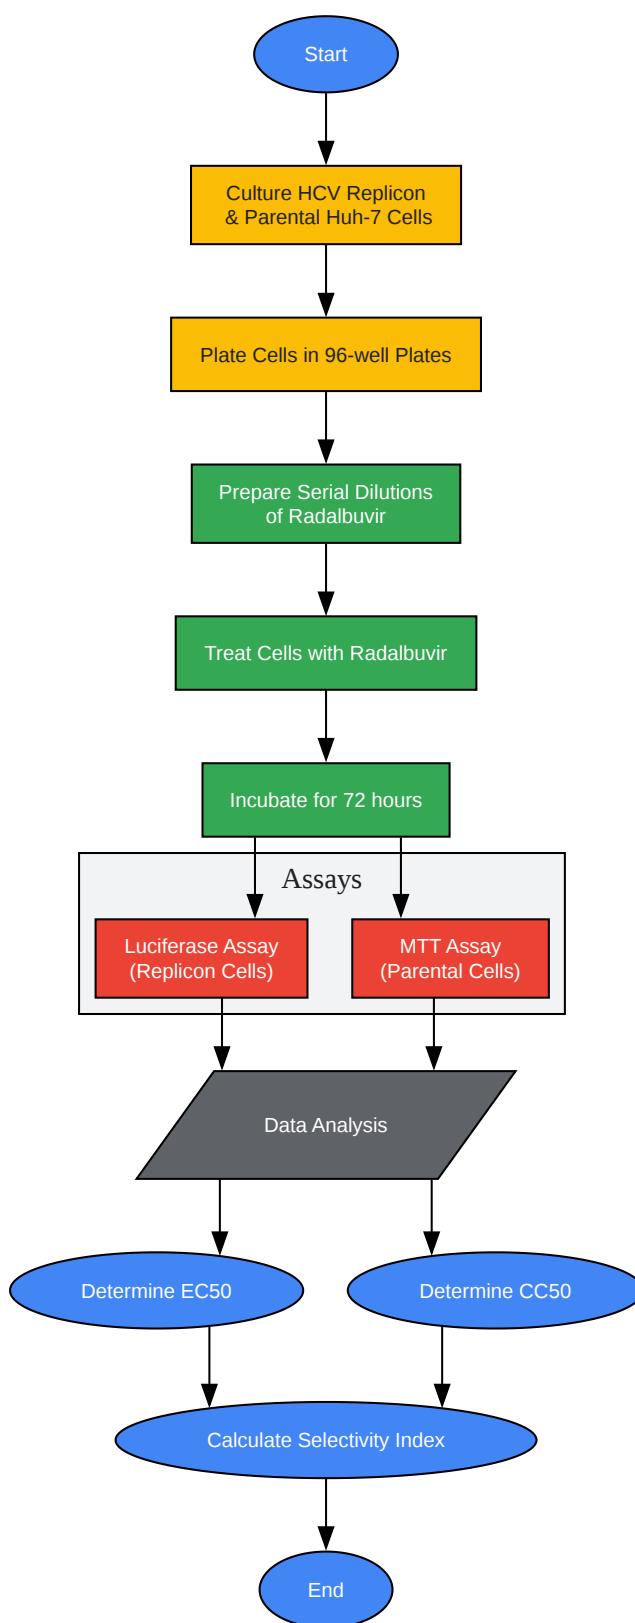 Start
Culture HCV Replicon
& Parental Huh-7 Cells
Plate Cells in 96-well Plates
Prepare Serial Dilutions
of Radalbuvir
Treat Cells with Radalbuvir
Incubate for 72 hours
Assays
Luciferase Assay
(Replicon Cells)
MTT Assay
(Parental Cells)
Data Analysis
Determine EC50
Determine CC50
Calculate Selectivity Index
End